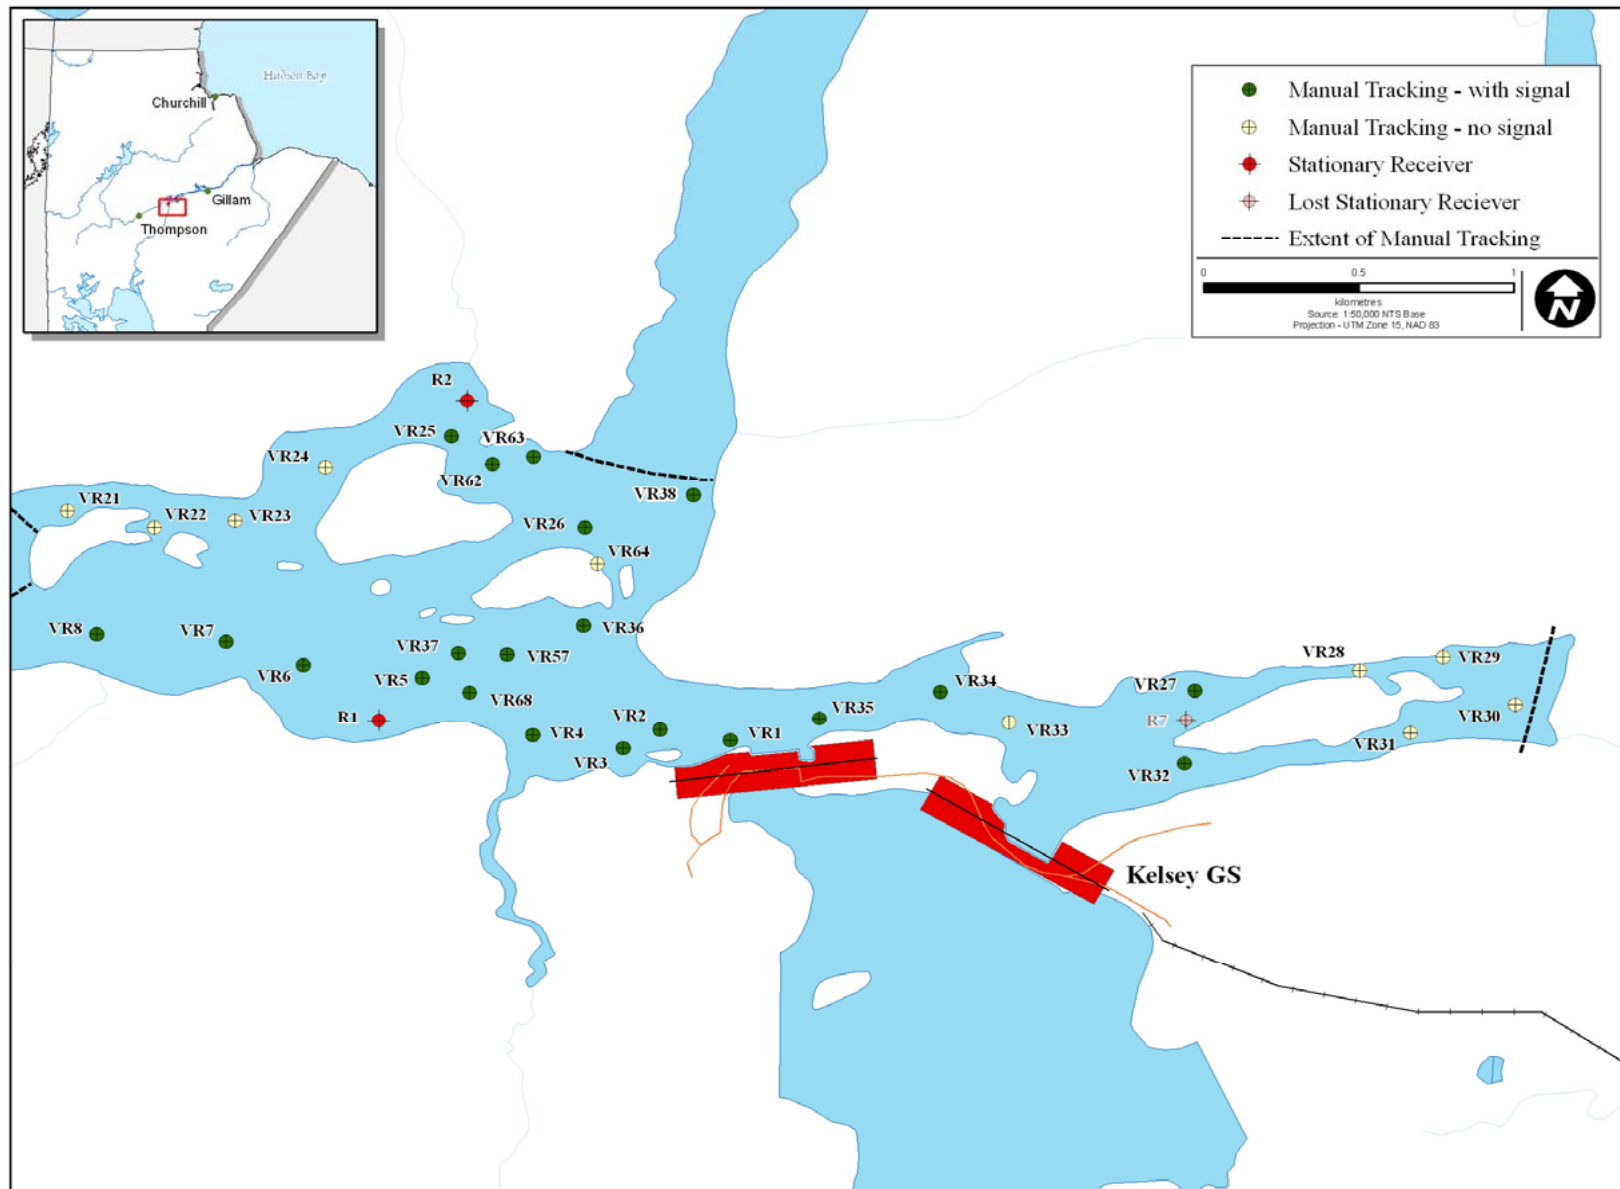 Hudson Bay
Churchill
Gillam
Thompson
Manual Tracking - with signal
Manual Tracking - no signal
Stationary Receiver
Lost Stationary Reciever
Extent of Manual Tracking
0 0.5 1
kilometres
Source: 1:50,000 NTS Base
Projection - UTM Zone 15, NAD 83
N
R2
VR25
VR63
VR24
VR62
VR38
VR21
VR22
VR23
VR26
VR64
VR8
VR7
VR36
VR37
VR57
VR6
VR5
VR68
R1
VR4
VR2
VR3
VR1
VR35
VR34
VR33
VR27
R7
VR32
VR28
VR29
VR30
VR31
Kelsey GS